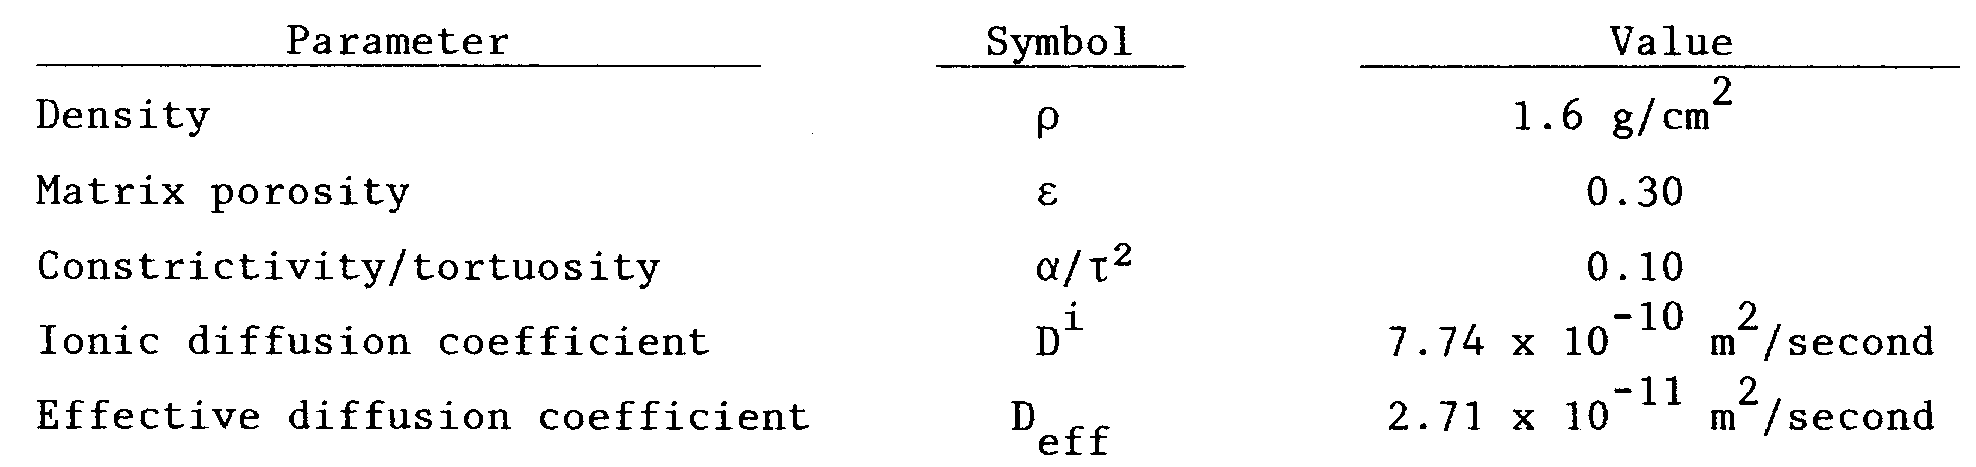 Parameter Symbol Value
Density ρ 1.6 g/cm²
Matrix porosity ε 0.30
Constrictivity/tortuosity α/τ² 0.10
Ionic diffusion coefficient Dⁱ 7.74 x 10⁻¹⁰ m²/second
Effective diffusion coefficient D_eff 2.71 x 10⁻¹¹ m²/second